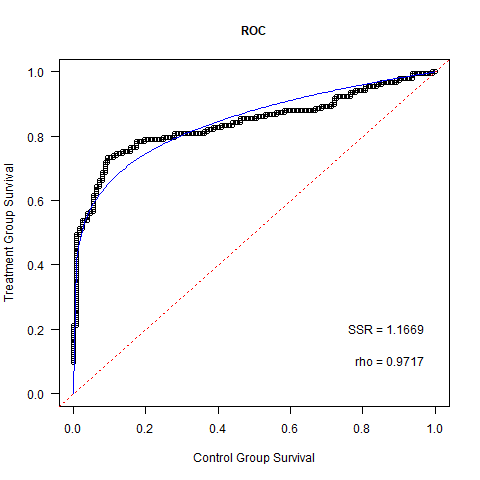 ROC
Treatment Group Survival
1.0
0.8
0.6
0.4
0.2
0.0
SSR = 1.1669
rho = 0.9717
0.0 0.2 0.4 0.6 0.8 1.0
Control Group Survival